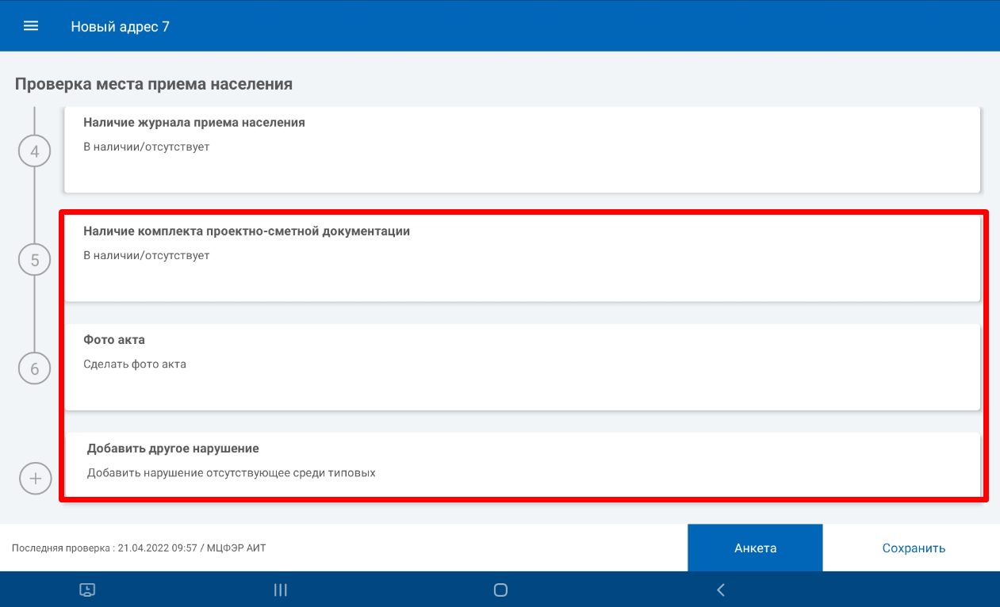 Новый адрес 7
Проверка места приема населения
4
Наличие журнала приема населения
В наличии/отсутствует
5
Наличие комплекта проектно-сметной документации
В наличии/отсутствует
6
Фото акта
Сделать фото акта
Добавить другое нарушение
Добавить нарушение отсутствующее среди типовых
Последняя проверка : 21.04.2022 09:57 / МЦФЭР АИТ
Анкета
Сохранить